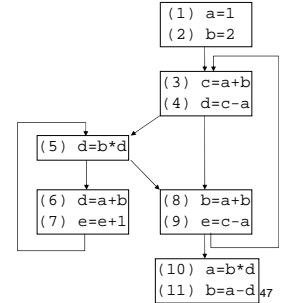 (1) a=1
(2) b=2
(3) c=a+b
(4) d=c-a
(5) d=b*d
(6) d=a+b
(7) e=e+1
(8) b=a+b
(9) e=c-a
(10) a=b*d
(11) b=a-d
47